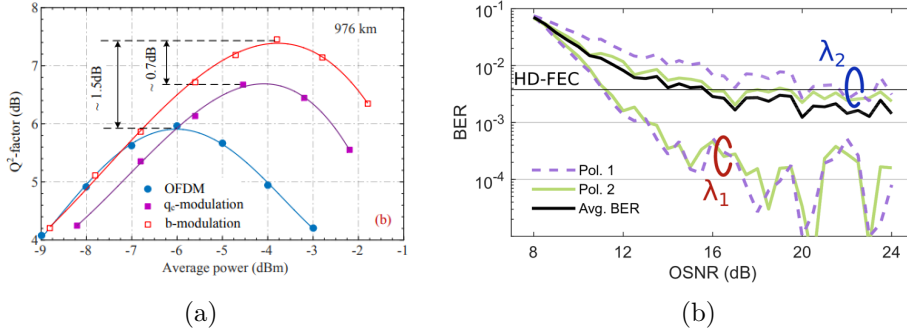 976 km
~ 1.5dB
~ 0.7dB
Q²-factor (dB)
8
7
6
5
4
OFDM
q꜀-modulation
b-modulation
(b)
-9 -8 -7 -6 -5 -4 -3 -2 -1
Average power (dBm)
(a)
10⁻¹
10⁻²
10⁻³
10⁻⁴
HD-FEC
BER
λ₂
λ₁
Pol. 1
Pol. 2
Avg. BER
8 12 16 20 24
OSNR (dB)
(b)